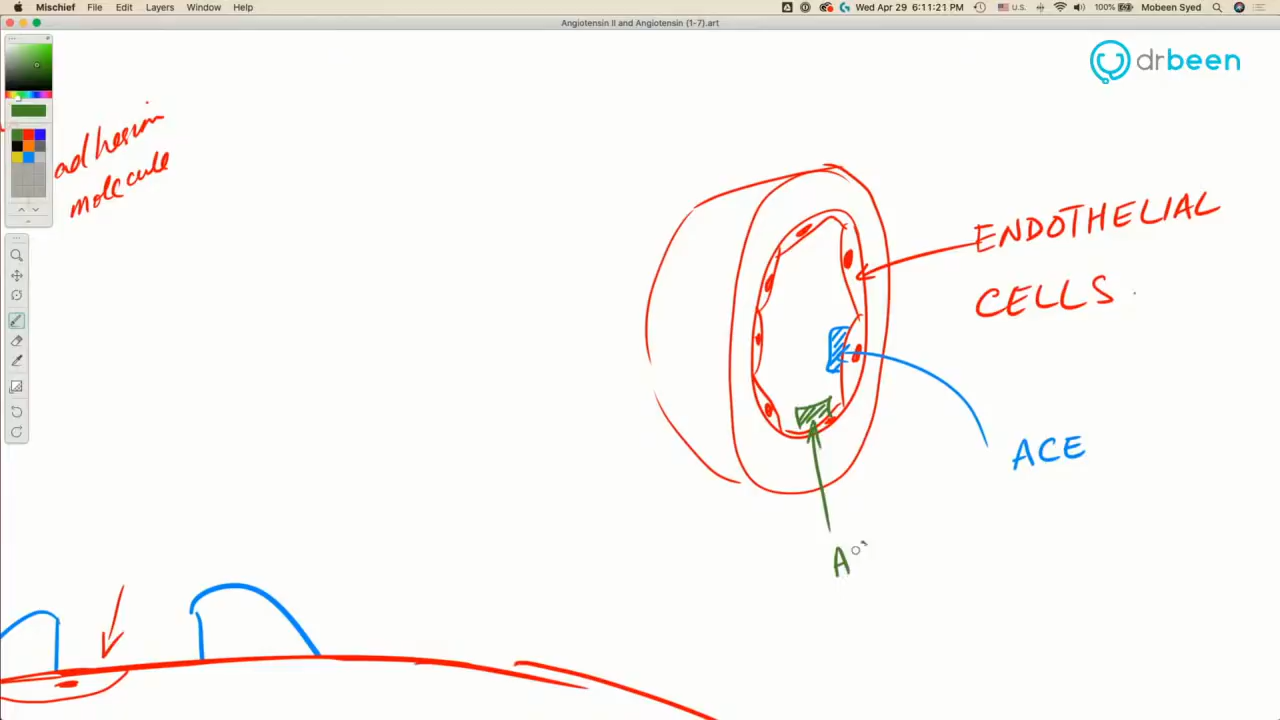 Mischief File Edit Layers Window Help
U.S. 100% Wed Apr 29 6:11:21 PM Mobeen Syed
Angiotensin II and Angiotensin (1-7).art
drbeen
adhesion
molecule
ENDOTHELIAL
CELLS
ACE
A